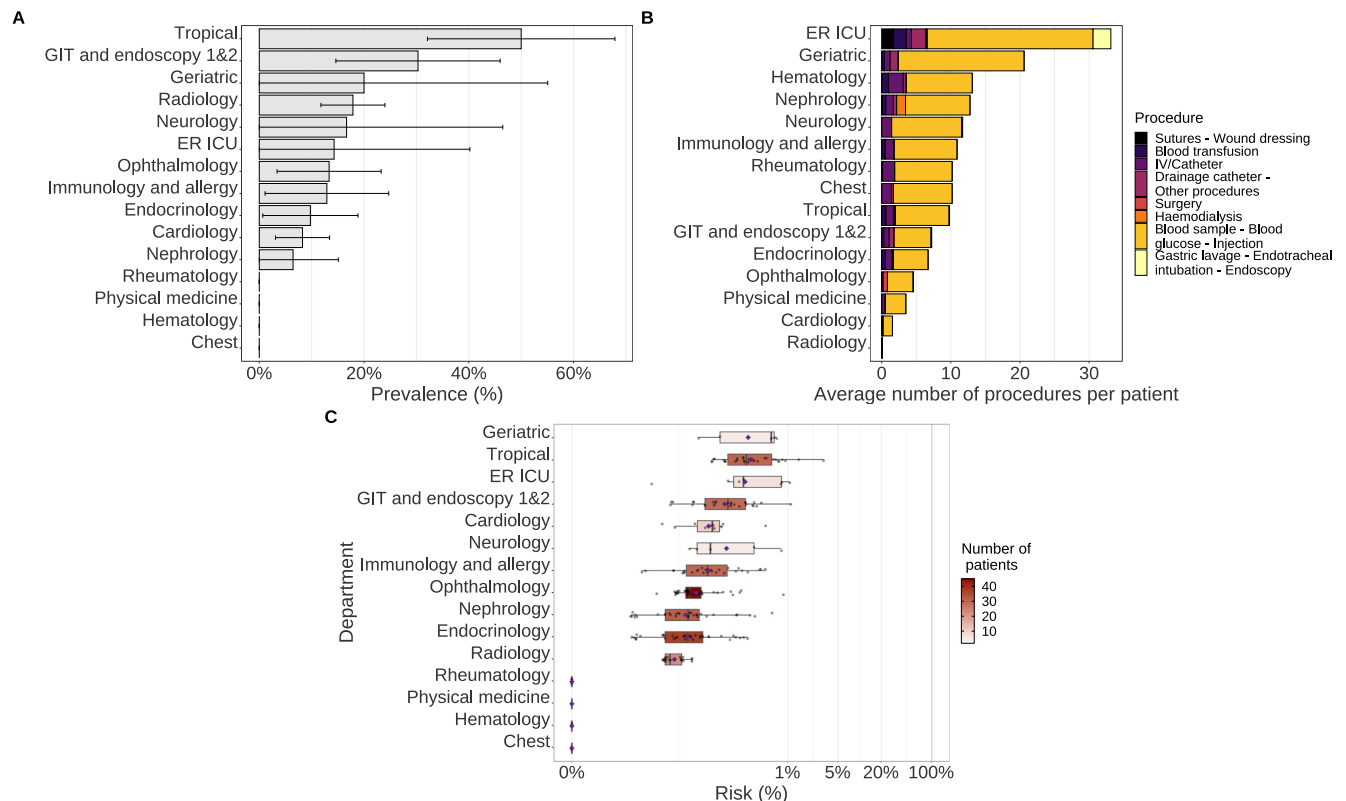 A
Tropical
GIT and endoscopy 1&2
Geriatric
Radiology
Neurology
ER ICU
Ophthalmology
Immunology and allergy
Endocrinology
Cardiology
Nephrology
Rheumatology
Physical medicine
Hematology
Chest
0% 20% 40% 60%
Prevalence (%)
B
ER ICU
Geriatric
Hematology
Nephrology
Neurology
Immunology and allergy
Rheumatology
Chest
Tropical
GIT and endoscopy 1&2
Endocrinology
Ophthalmology
Physical medicine
Cardiology
Radiology
0 10 20 30
Average number of procedures per patient
Procedure
Sutures - Wound dressing
Blood transfusion
IV/Catheter
Drainage catheter -
Other procedures
Surgery
Haemodialysis
Blood sample - Blood
glucose - Injection
Gastric lavage - Endotracheal
intubation - Endoscopy
C
Department
Geriatric
Tropical
ER ICU
GIT and endoscopy 1&2
Cardiology
Neurology
Immunology and allergy
Ophthalmology
Nephrology
Endocrinology
Radiology
Rheumatology
Physical medicine
Hematology
Chest
0% 1% 5% 20% 100%
Risk (%)
Number of
patients
40
30
20
10